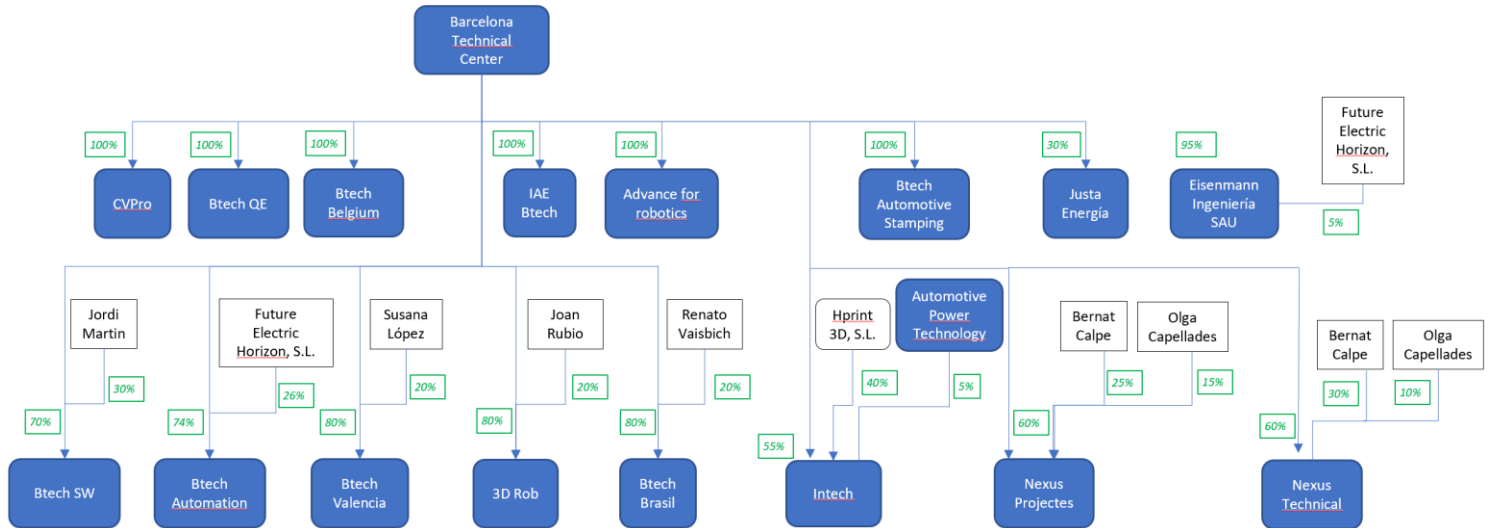 Barcelona
Technical
Center
Future
Electric
Horizon,
S.L.
100%
100%
100%
100%
100%
100%
30%
95%
CVPro
Btech QE
Btech
Belgium
IAE
Btech
Advance for
robotics
Btech
Automotive
Stamping
Justa
Energía
Eisenmann
Ingeniería
SAU
5%
Jordi
Martin
Future
Electric
Horizon, S.L.
Susana
López
Joan
Rubio
Renato
Vaisbich
Hprint
3D, S.L.
Automotive
Power
Technology
Bernat
Calpe
Olga
Capellades
Bernat
Calpe
Olga
Capellades
30%
26%
20%
20%
20%
40%
5%
25%
15%
30%
10%
70%
74%
80%
80%
80%
55%
60%
60%
Btech SW
Btech
Automation
Btech
Valencia
3D Rob
Btech
Brasil
Intech
Nexus
Projectes
Nexus
Technical